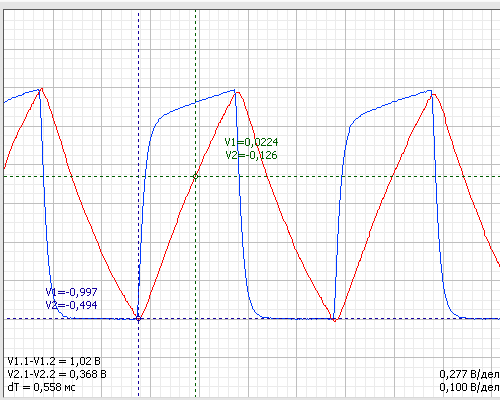 V1=0,0224
V2=-0,126
V1=-0,997
V2=-0,494
V1.1-V1.2 = 1,02 В
V2.1-V2.2 = 0,368 В
dT = 0,558 мс
0,277 В/дел
0,100 В/дел